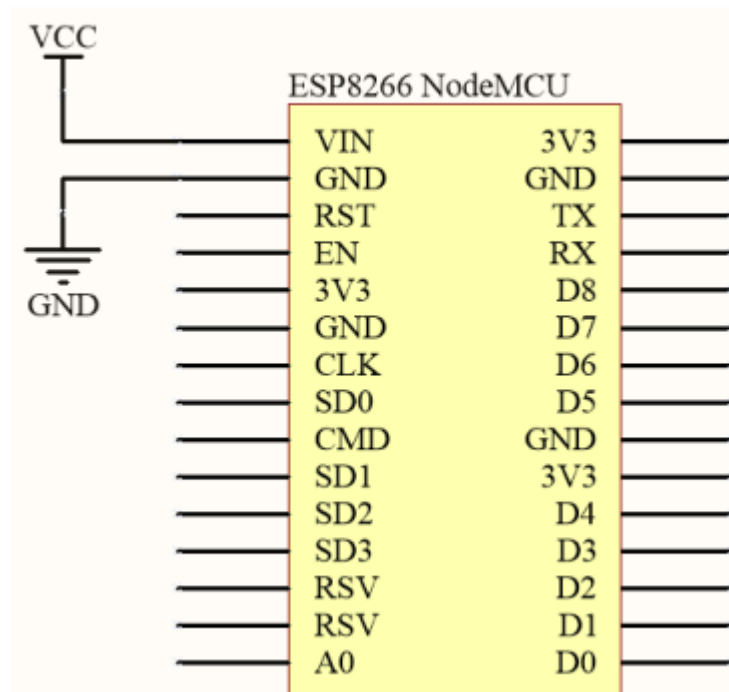 VCC
ESP8266 NodeMCU
VIN 3V3
GND GND
RST TX
EN RX
3V3 D8
GND
GND D7
CLK D6
SD0 D5
CMD GND
SD1 3V3
SD2 D4
SD3 D3
RSV D2
RSV D1
A0 D0